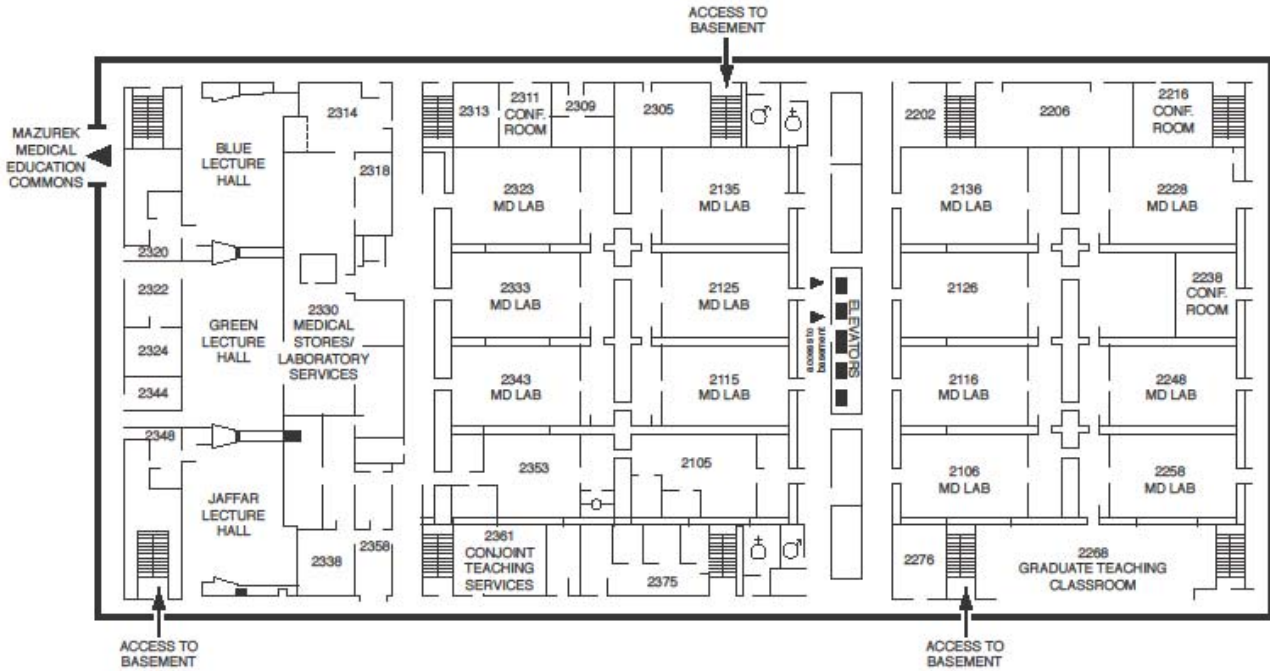 ACCESS TO
BASEMENT
MAZUREK
MEDICAL
EDUCATION
COMMONS
BLUE
LECTURE
HALL
2314
2318
2320
2322
2324
2344
2348
GREEN
LECTURE
HALL
2330
MEDICAL
STORES/
LABORATORY
SERVICES
JAFFAR
LECTURE
HALL
2338
2358
2313
2311
CONF.
ROOM
2309
2305
2323
MD LAB
2135
MD LAB
2333
MD LAB
2125
MD LAB
2343
MD LAB
2115
MD LAB
2353
2105
2361
CONJOINT
TEACHING
SERVICES
2375
access to
basement
ELEVATORS
2202
2206
2216
CONF.
ROOM
2136
MD LAB
2228
MD LAB
2126
2238
CONF.
ROOM
2116
MD LAB
2248
MD LAB
2106
MD LAB
2258
MD LAB
2276
2268
GRADUATE TEACHING
CLASSROOM
ACCESS TO
BASEMENT
ACCESS TO
BASEMENT